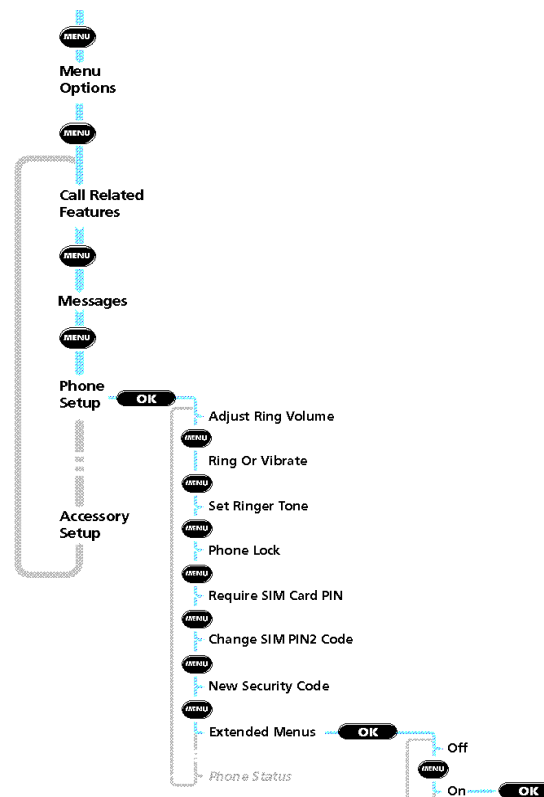 MENU
Menu
Options
MENU
Call Related
Features
MENU
Messages
MENU
Phone
Setup
OK
Adjust Ring Volume
MENU
Ring Or Vibrate
MENU
Set Ringer Tone
MENU
Phone Lock
Accessory
Setup
MENU
Require SIM Card PIN
MENU
Change SIM PIN2 Code
MENU
New Security Code
MENU
Extended Menus
OK
Off
MENU
Phone Status
On
OK